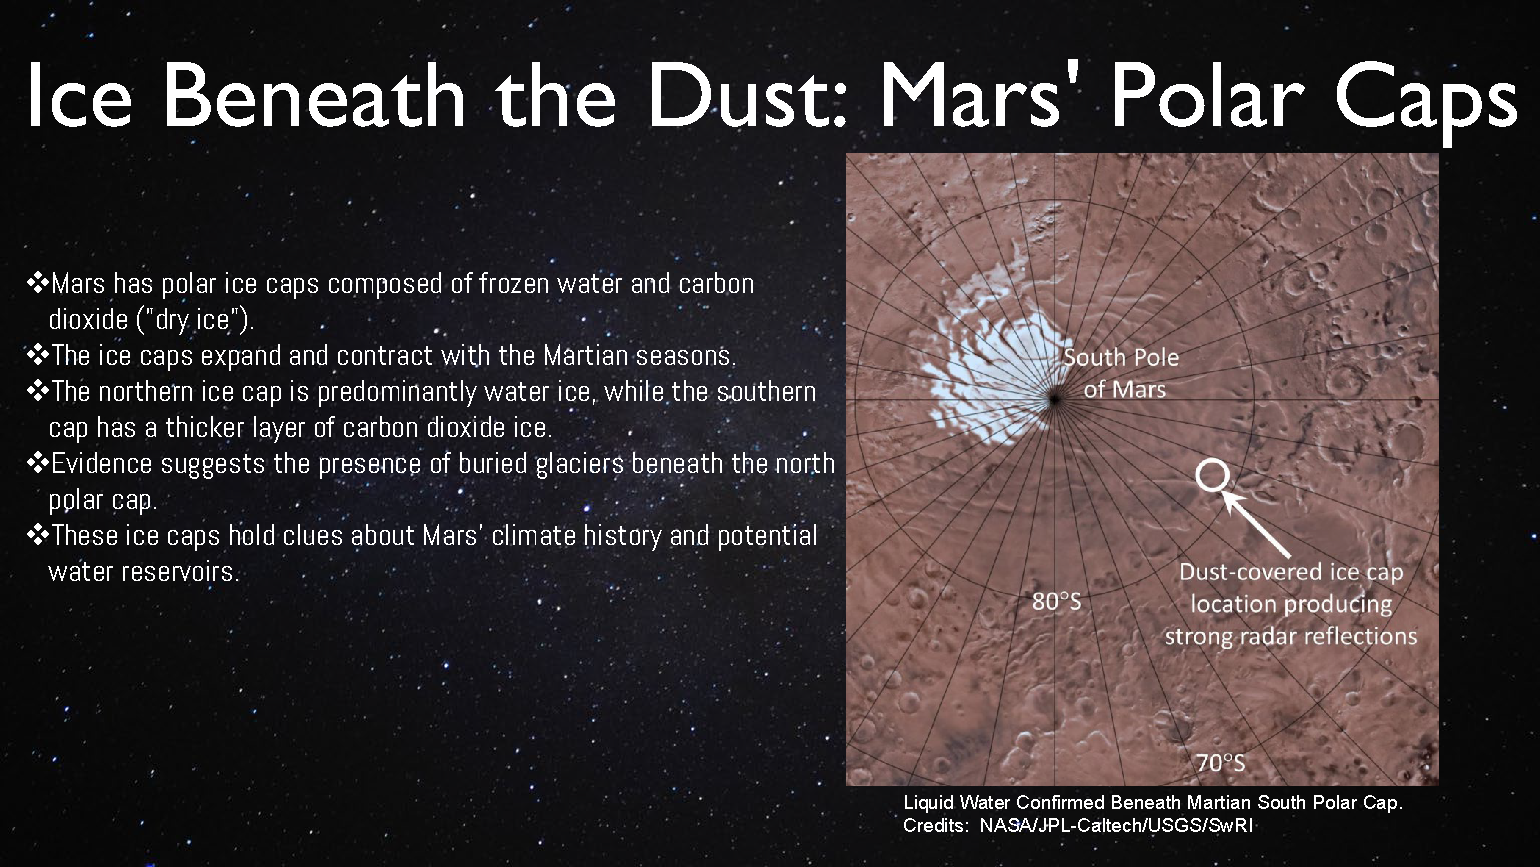 Ice Beneath the Dust: Mars' Polar Caps
❖Mars has polar ice caps composed of frozen water and carbon
dioxide ("dry ice").
❖The ice caps expand and contract with the Martian seasons.
❖The northern ice cap is predominantly water ice, while the southern
cap has a thicker layer of carbon dioxide ice.
❖Evidence suggests the presence of buried glaciers beneath the north
polar cap.
❖These ice caps hold clues about Mars' climate history and potential
water reservoirs.
South Pole
of Mars
Dust-covered ice cap
location producing
strong radar reflections
80°S
70°S
Liquid Water Confirmed Beneath Martian South Polar Cap.
Credits: NASA/JPL-Caltech/USGS/SwRI